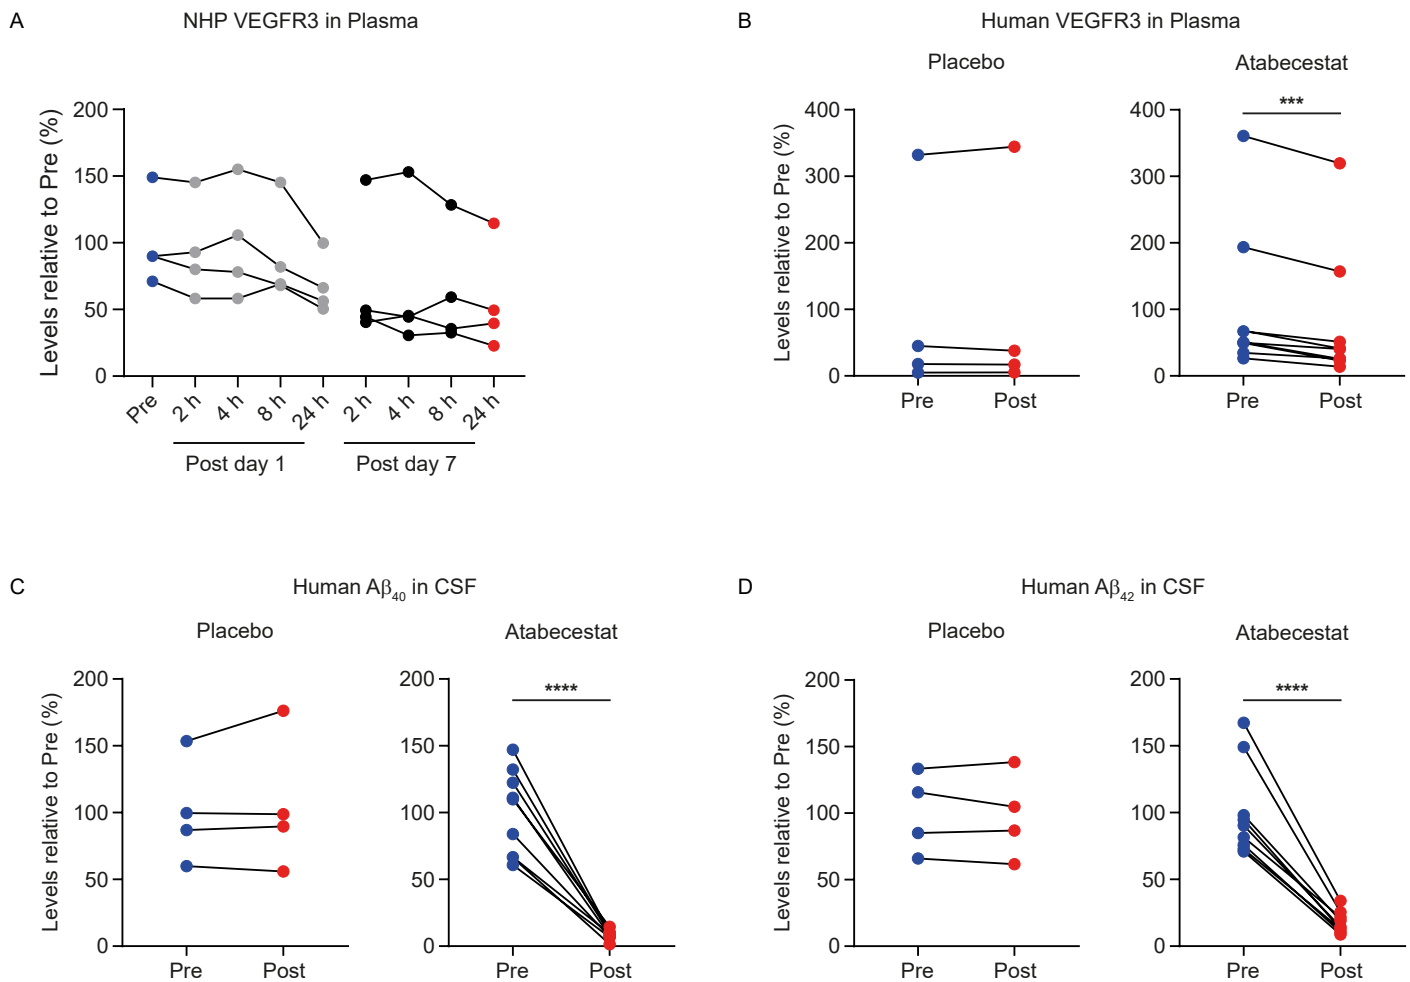 A
NHP VEGFR3 in Plasma
Levels relative to Pre (%)
200
150
100
50
0
Pre
2 h
4 h
8 h
24 h
2 h
4 h
8 h
24 h
Post day 1
Post day 7
B
Human VEGFR3 in Plasma
Placebo
Levels relative to Pre (%)
400
300
200
100
0
Pre
Post
Atabecestat
***
400
300
200
100
0
Pre
Post
C
Human Aβ40 in CSF
Placebo
Levels relative to Pre (%)
200
150
100
50
0
Pre
Post
Atabecestat
****
200
150
100
50
0
Pre
Post
D
Human Aβ42 in CSF
Placebo
Levels relative to Pre (%)
200
150
100
50
0
Pre
Post
Atabecestat
****
200
150
100
50
0
Pre
Post